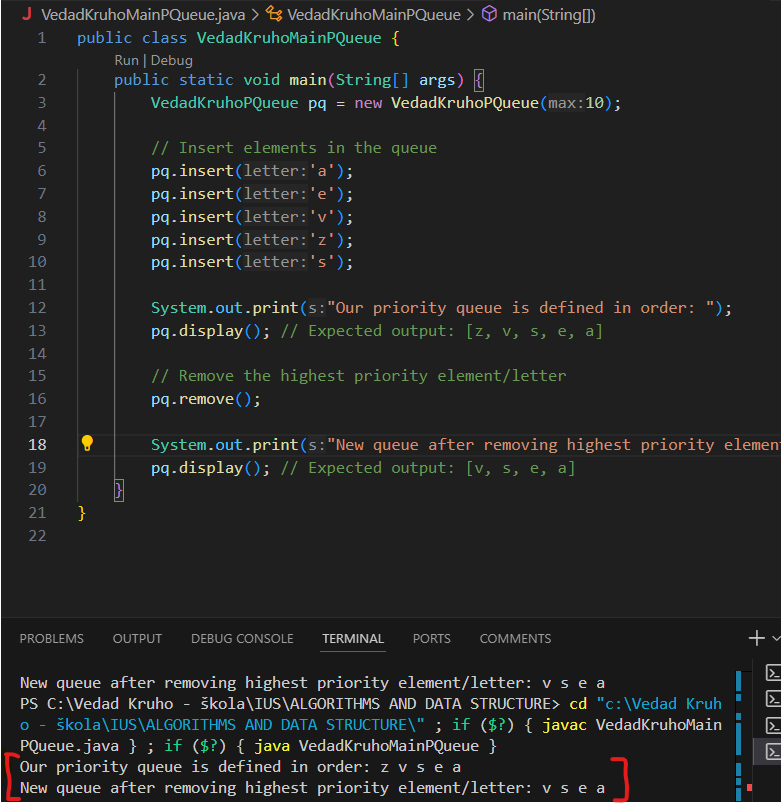 J VedadKruhoMainPQueue.java > VedadKruhoMainPQueue > main(String[])
1 public class VedadKruhoMainPQueue {
Run | Debug
2 public static void main(String[] args) {
3 VedadKruhoPQueue pq = new VedadKruhoPQueue(max:10);
4
5 // Insert elements in the queue
6 pq.insert(letter:'a');
7 pq.insert(letter:'e');
8 pq.insert(letter:'v');
9 pq.insert(letter:'z');
10 pq.insert(letter:'s');
11
12 System.out.print(s:"Our priority queue is defined in order: ");
13 pq.display(); // Expected output: [z, v, s, e, a]
14
15 // Remove the highest priority element/letter
16 pq.remove();
17
18 System.out.print(s:"New queue after removing highest priority elemen
19 pq.display(); // Expected output: [v, s, e, a]
20 }
21 }
22
PROBLEMS OUTPUT DEBUG CONSOLE TERMINAL PORTS COMMENTS
New queue after removing highest priority element/letter: v s e a
PS C:\Vedad Kruho - škola\IUS\ALGORITHMS AND DATA STRUCTURE> cd "c:\Vedad Kruh
o - škola\IUS\ALGORITHMS AND DATA STRUCTURE\" ; if ($?) { javac VedadKruhoMain
PQueue.java } ; if ($?) { java VedadKruhoMainPQueue }
Our priority queue is defined in order: z v s e a
New queue after removing highest priority element/letter: v s e a